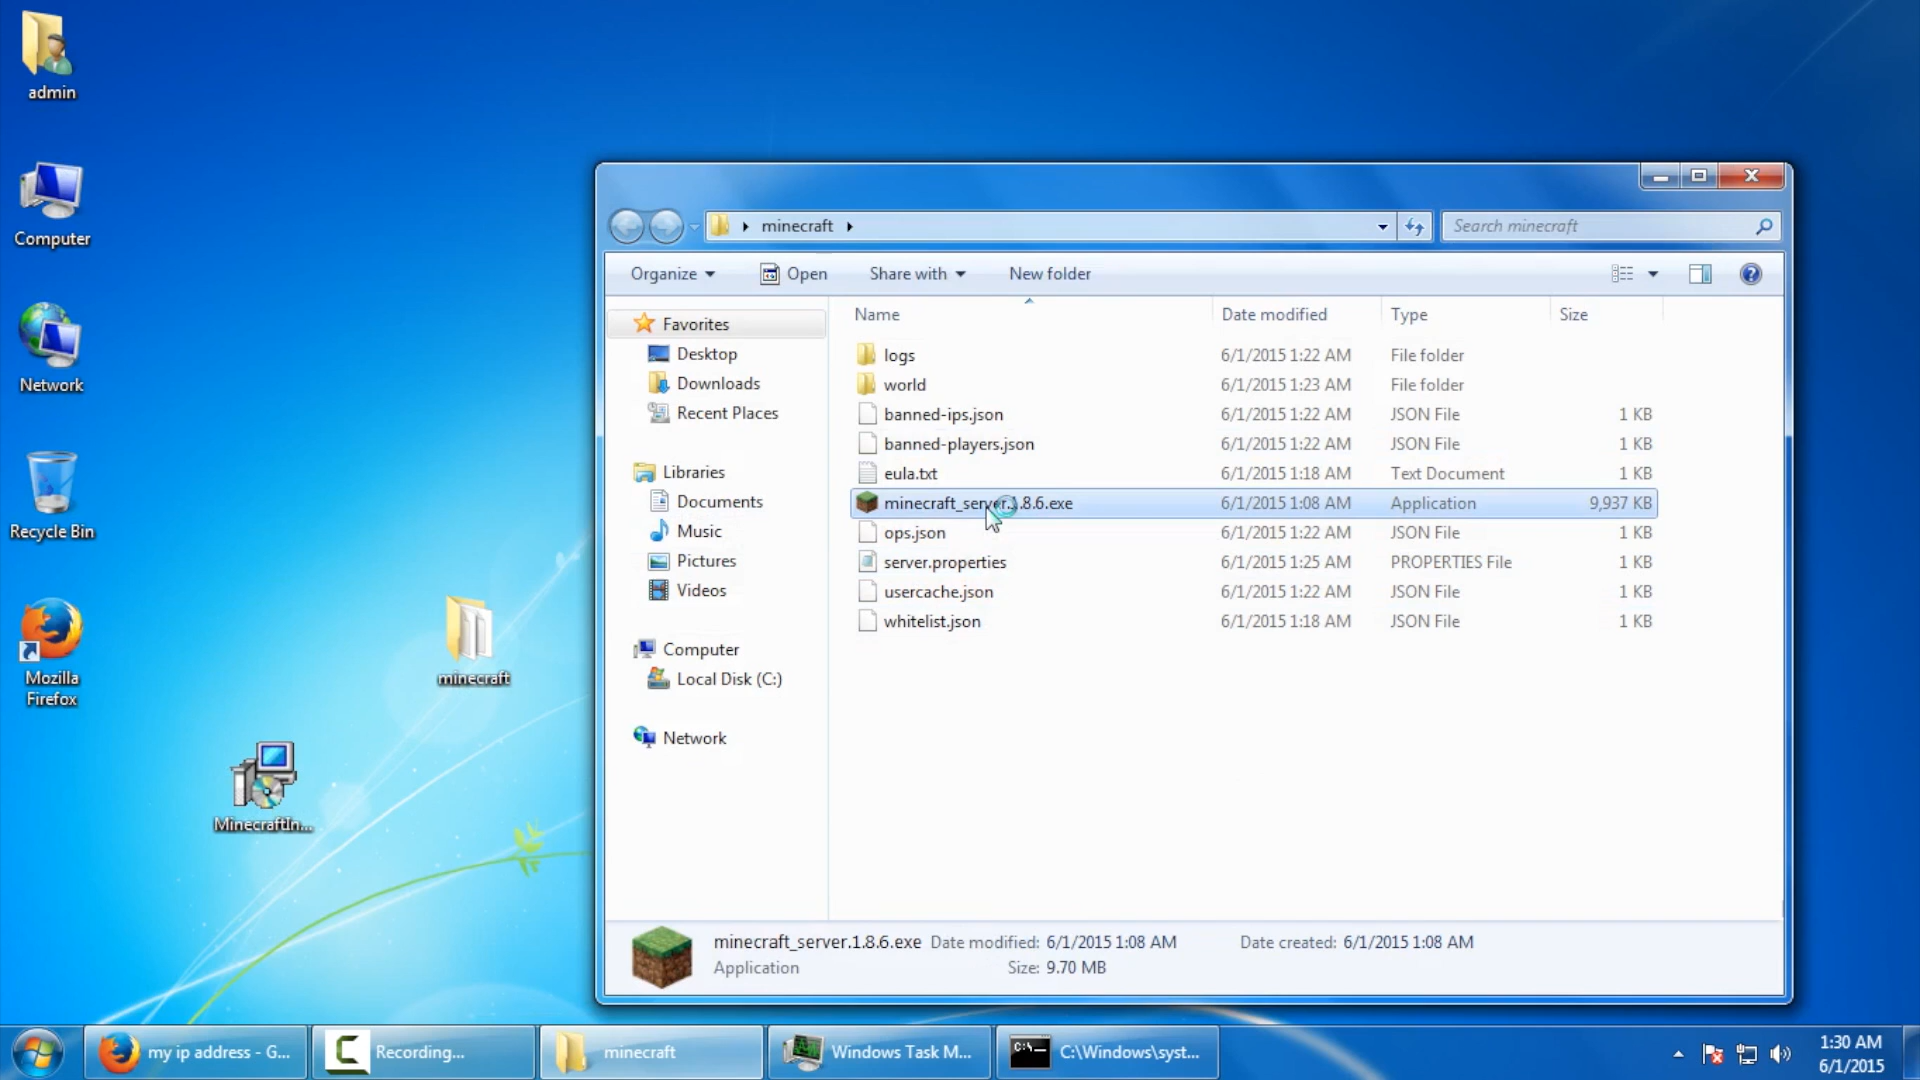 admin
Computer
Network
Recycle Bin
Mozilla
Firefox
minecraft
MinecraftIn...
minecraft
Search minecraft
Organize Open Share with New folder
Name Date modified Type Size
Favorites
Desktop
Downloads
Recent Places
Libraries
Documents
Music
Pictures
Videos
Computer
Local Disk (C:)
Network
logs 6/1/2015 1:22 AM File folder
world 6/1/2015 1:23 AM File folder
banned-ips.json 6/1/2015 1:22 AM JSON File 1 KB
banned-players.json 6/1/2015 1:22 AM JSON File 1 KB
eula.txt 6/1/2015 1:18 AM Text Document 1 KB
minecraft_server.1.8.6.exe 6/1/2015 1:08 AM Application 9,937 KB
ops.json 6/1/2015 1:22 AM JSON File 1 KB
server.properties 6/1/2015 1:25 AM PROPERTIES File 1 KB
usercache.json 6/1/2015 1:22 AM JSON File 1 KB
whitelist.json 6/1/2015 1:18 AM JSON File 1 KB
minecraft_server.1.8.6.exe Date modified: 6/1/2015 1:08 AM Date created: 6/1/2015 1:08 AM
Application Size: 9.70 MB
my ip address - G... Recording... minecraft Windows Task M... C:\Windows\syst...
1:30 AM
6/1/2015